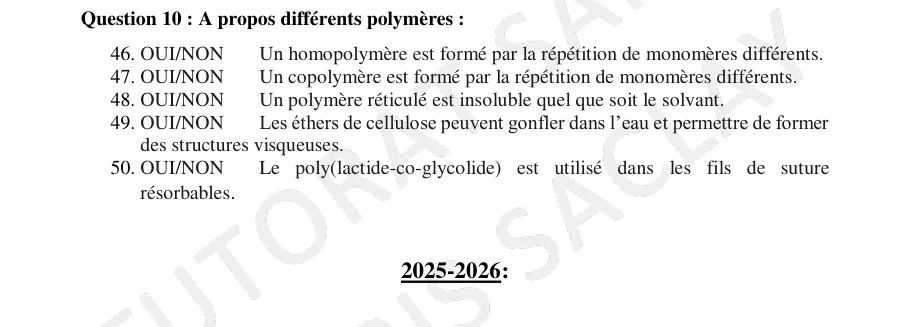 Question 10 : A propos différents polymères :
46. OUI/NON Un homopolymère est formé par la répétition de monomères différents.
47. OUI/NON Un copolymère est formé par la répétition de monomères différents.
48. OUI/NON Un polymère réticulé est insoluble quel que soit le solvant.
49. OUI/NON Les éthers de cellulose peuvent gonfler dans l'eau et permettre de former
des structures visqueuses.
50. OUI/NON Le poly(lactide-co-glycolide) est utilisé dans les fils de suture
résorbables.
2025-2026:
TUTORAT
PARIS SACLAY